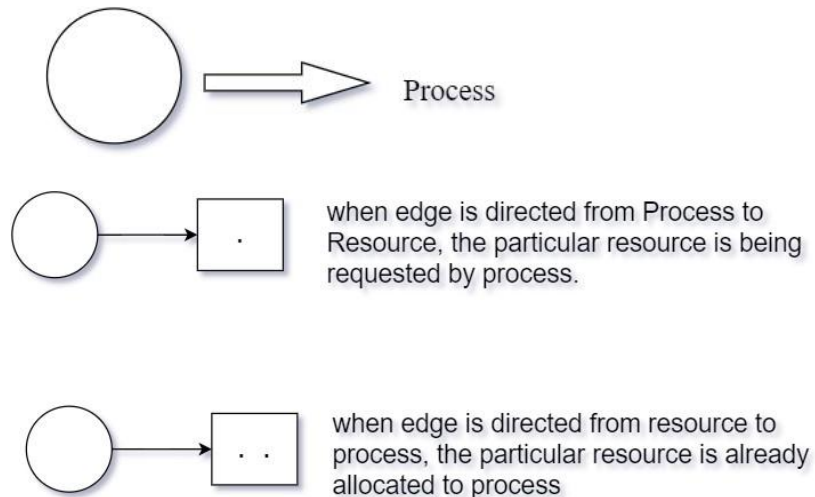 Process
when edge is directed from Process to
Resource, the particular resource is being
requested by process.
when edge is directed from resource to
process, the particular resource is already
allocated to process